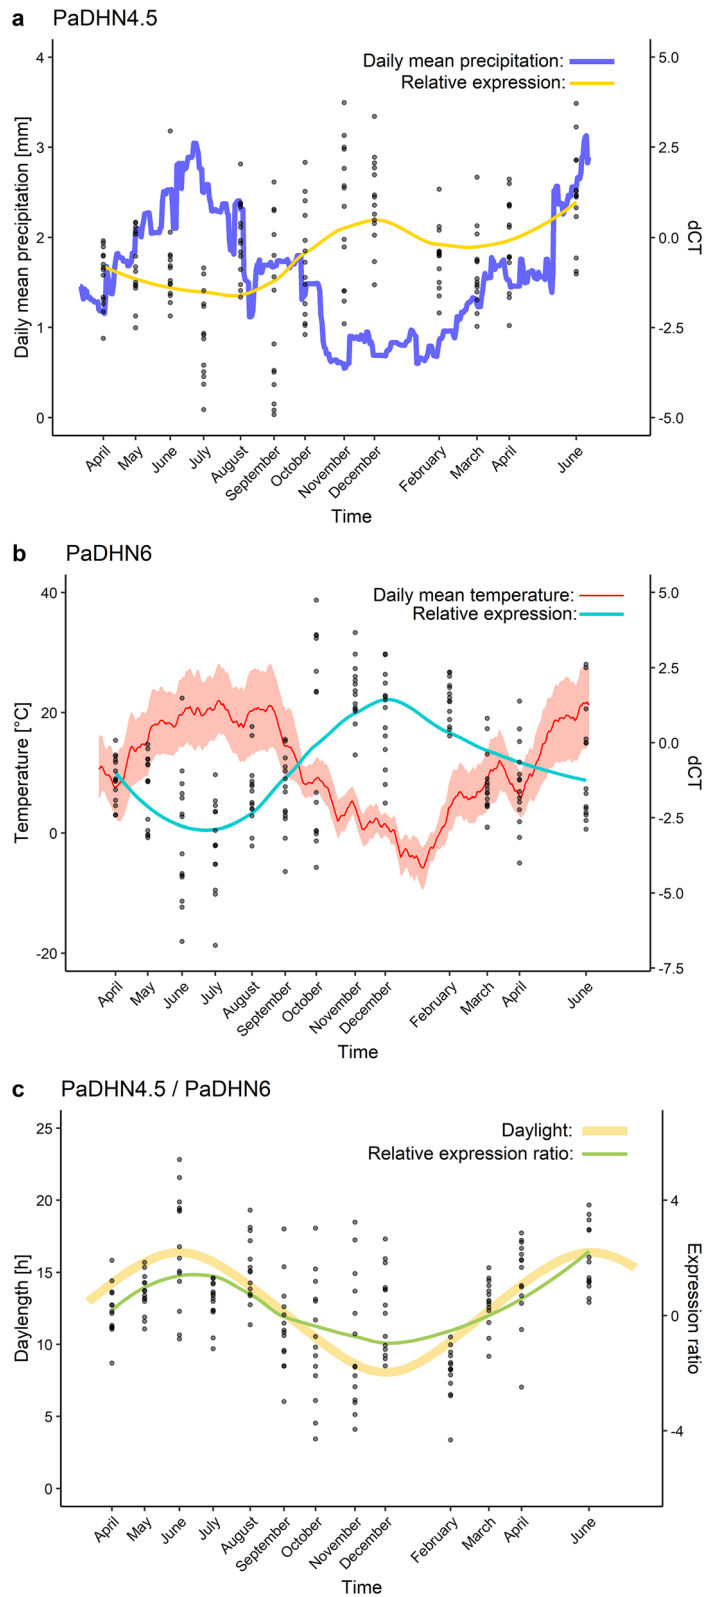 a PaDHN4.5
Daily mean precipitation:
Relative expression:
Daily mean precipitation [mm]
4
3
2
1
0
5.0
2.5
0.0
-2.5
-5.0
dCT
April May June July August September October November December February March April June
Time
b PaDHN6
Daily mean temperature:
Relative expression:
Temperature [°C]
40
20
0
-20
5.0
2.5
0.0
-2.5
-5.0
-7.5
dCT
April May June July August September October November December February March April June
Time
c PaDHN4.5 / PaDHN6
Daylight:
Relative expression ratio:
Daylength [h]
25
20
15
10
5
0
4
0
-4
Expression ratio
April May June July August September October November December February March April June
Time